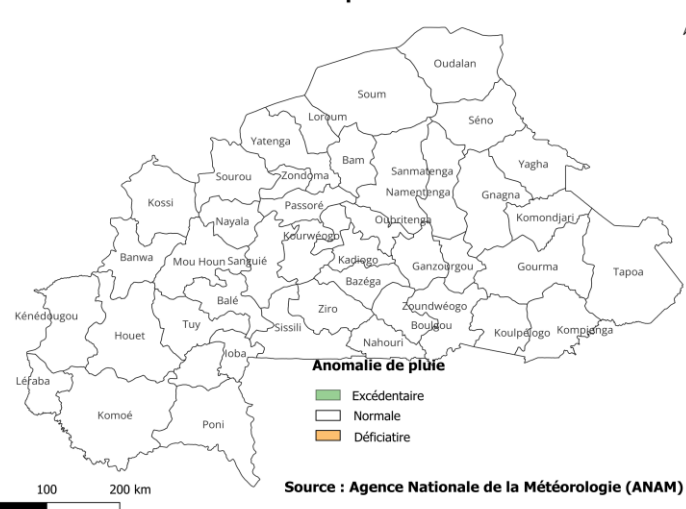 Oudalan
Soum
Loroum
Séno
Yatenga
Bam
Yagha
Sourou
Zondoma
Sanmatenga
Kossi
Namentenga
Gnagna
Passoré
Nayala
Oubritenga
Komondjari
Kourwéogo
Banwa
Mou Houn
Sanguié
Kadiogo
Ganzourgou
Gourma
Tapoa
Bazéga
Balé
Ziro
Zoundwéogo
Kénédougou
Tuy
Sissili
Boulgou
Houet
Nahouri
Koulpélogo
Kompienga
Ioba
Léraba
Komoé
Poni
Anomalie de pluie
Excédentaire
Normale
Déficiatire
100
200 km
Source : Agence Nationale de la Météorologie (ANAM)